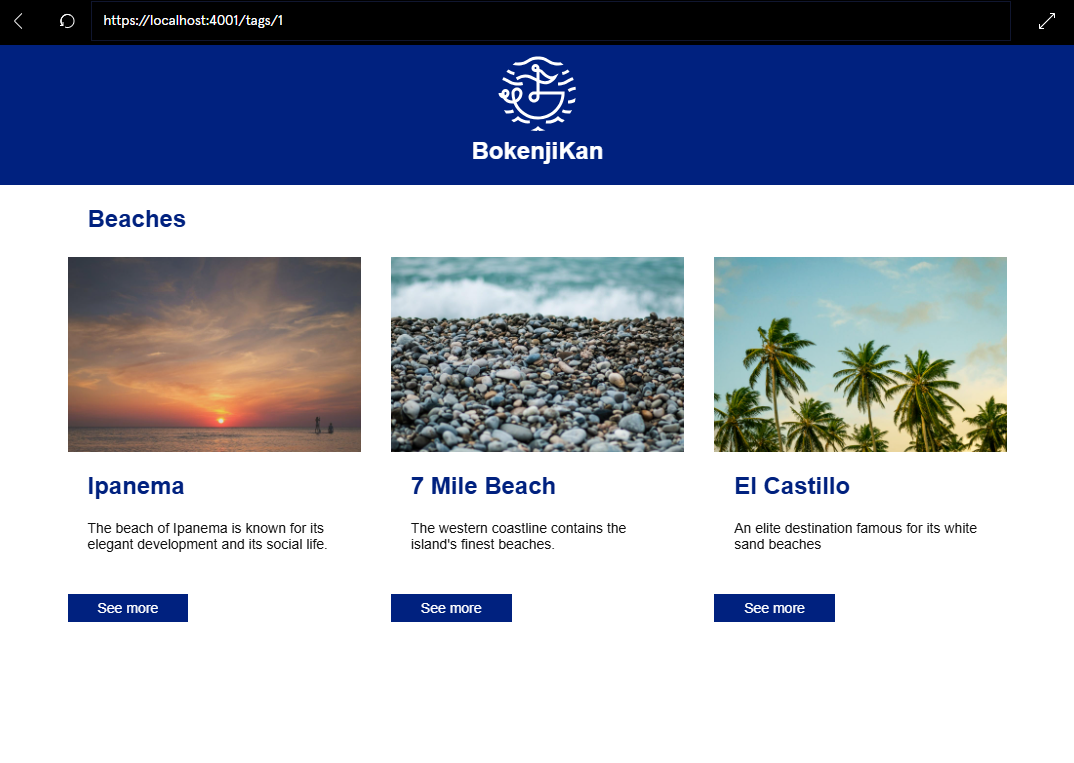 https://localhost:4001/tags/1
BokenjiKan
Beaches
Ipanema
The beach of Ipanema is known for its
elegant development and its social life.
See more
7 Mile Beach
The western coastline contains the
island's finest beaches.
See more
El Castillo
An elite destination famous for its white
sand beaches
See more